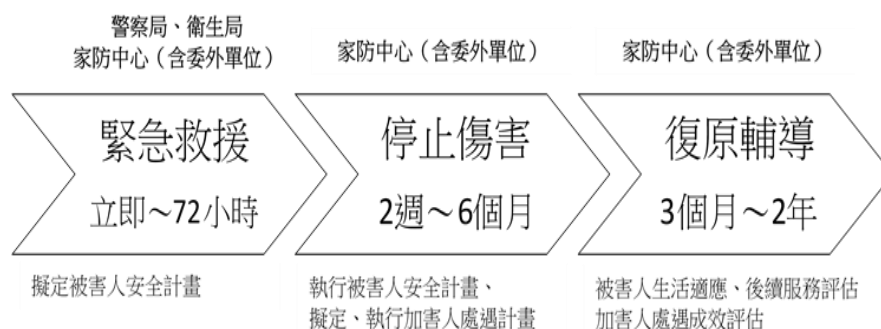 警察局、衛生局
家防中心（含委外單位）
家防中心（含委外單位）
家防中心（含委外單位）
緊急救援
立即～72小時
停止傷害
2週～6個月
復原輔導
3個月～2年
擬定被害人安全計畫
執行被害人安全計畫、
擬定、執行加害人處遇計畫
被害人生活適應、後續服務評估
加害人處遇成效評估